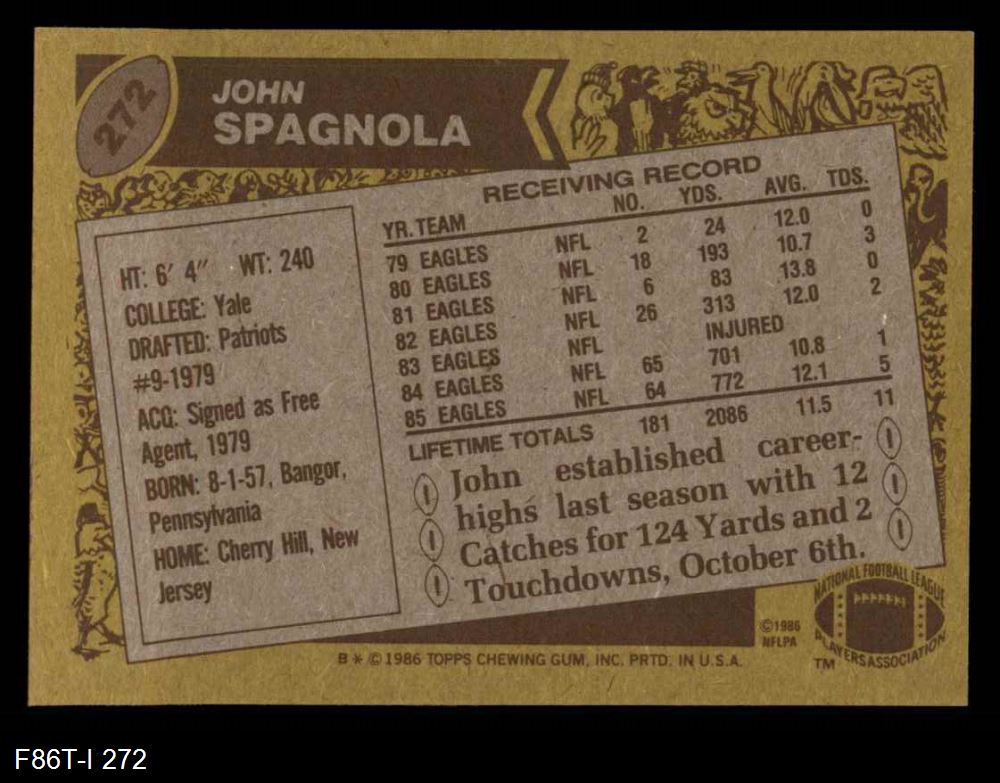 272
JOHN
SPAGNOLA
HT: 6' 4" WT: 240
COLLEGE: Yale
DRAFTED: Patriots
#9-1979
ACQ: Signed as Free
Agent, 1979
BORN: 8-1-57, Bangor,
Pennsylvania
HOME: Cherry Hill, New
Jersey
RECEIVING RECORD
YR. TEAM NO. YDS. AVG. TDS.
79 EAGLES NFL 2 24 12.0 0
80 EAGLES NFL 18 193 10.7 3
81 EAGLES NFL 6 83 13.8 0
82 EAGLES NFL 26 313 12.0 2
83 EAGLES NFL INJURED
84 EAGLES NFL 65 701 10.8 1
85 EAGLES NFL 64 772 12.1 5
LIFETIME TOTALS 181 2086 11.5 11
John established career-
highs last season with 12
Catches for 124 Yards and 2
Touchdowns, October 6th.
©1986
NFLPA
NATIONAL FOOTBALL LEAGUE
PLAYERS ASSOCIATION
TM
B * © 1986 TOPPS CHEWING GUM, INC. PRTD. IN U.S.A.
F86T-I 272